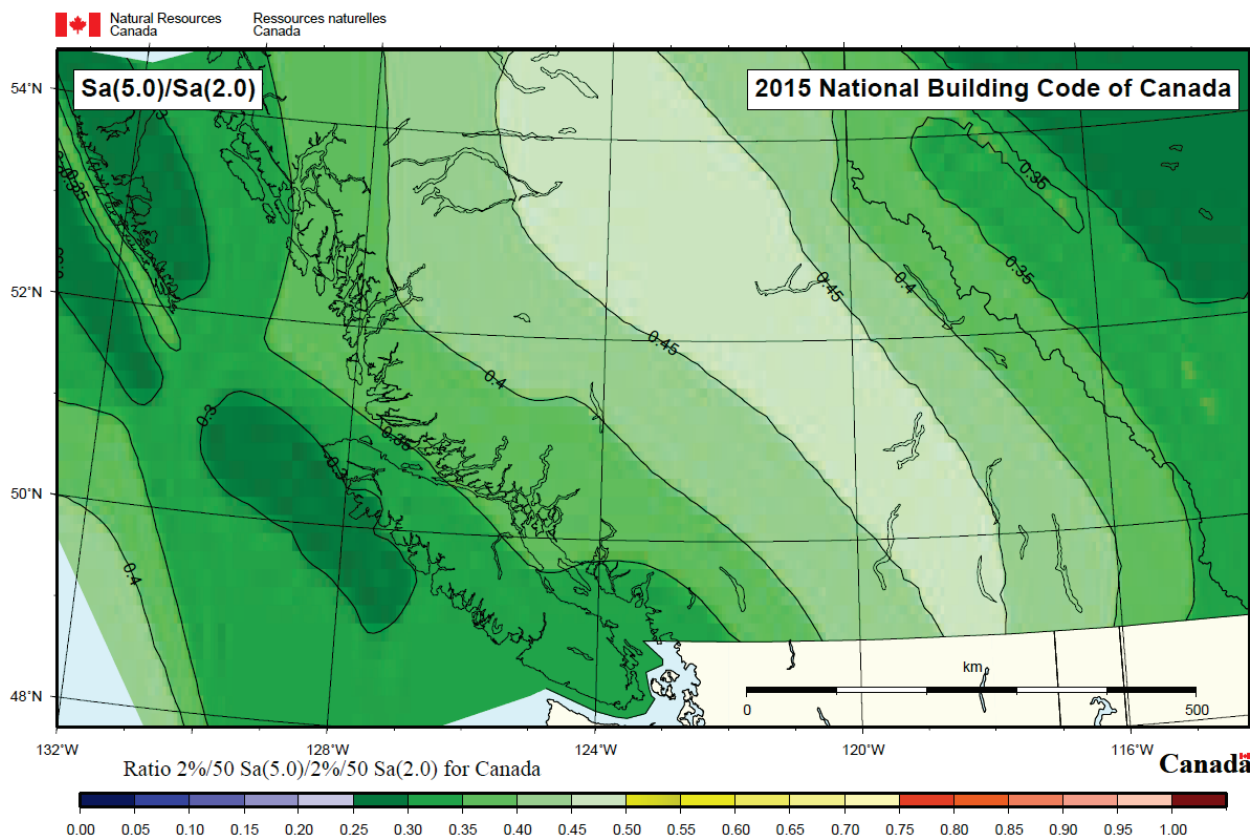 Natural Resources Ressources naturelles
Canada Canada
Sa(5.0)/Sa(2.0) 2015 National Building Code of Canada
54°N
0.35
0.35
0.35
52°N
0.45
0.4
0.45
0.4
0.3
0.35
0.3
50°N
0.4
km
48°N
0 500
132°W 128°W 124°W 120°W 116°W
Ratio 2%/50 Sa(5.0)/2%/50 Sa(2.0) for Canada
Canada
0.00 0.05 0.10 0.15 0.20 0.25 0.30 0.35 0.40 0.45 0.50 0.55 0.60 0.65 0.70 0.75 0.80 0.85 0.90 0.95 1.00